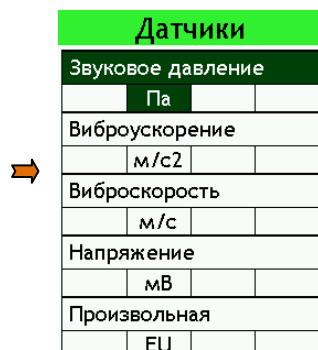 Датчики
Звуковое давление
Па
Виброускорение
м/с2
Виброскорость
м/с
Напряжение
мВ
Произвольная
EU